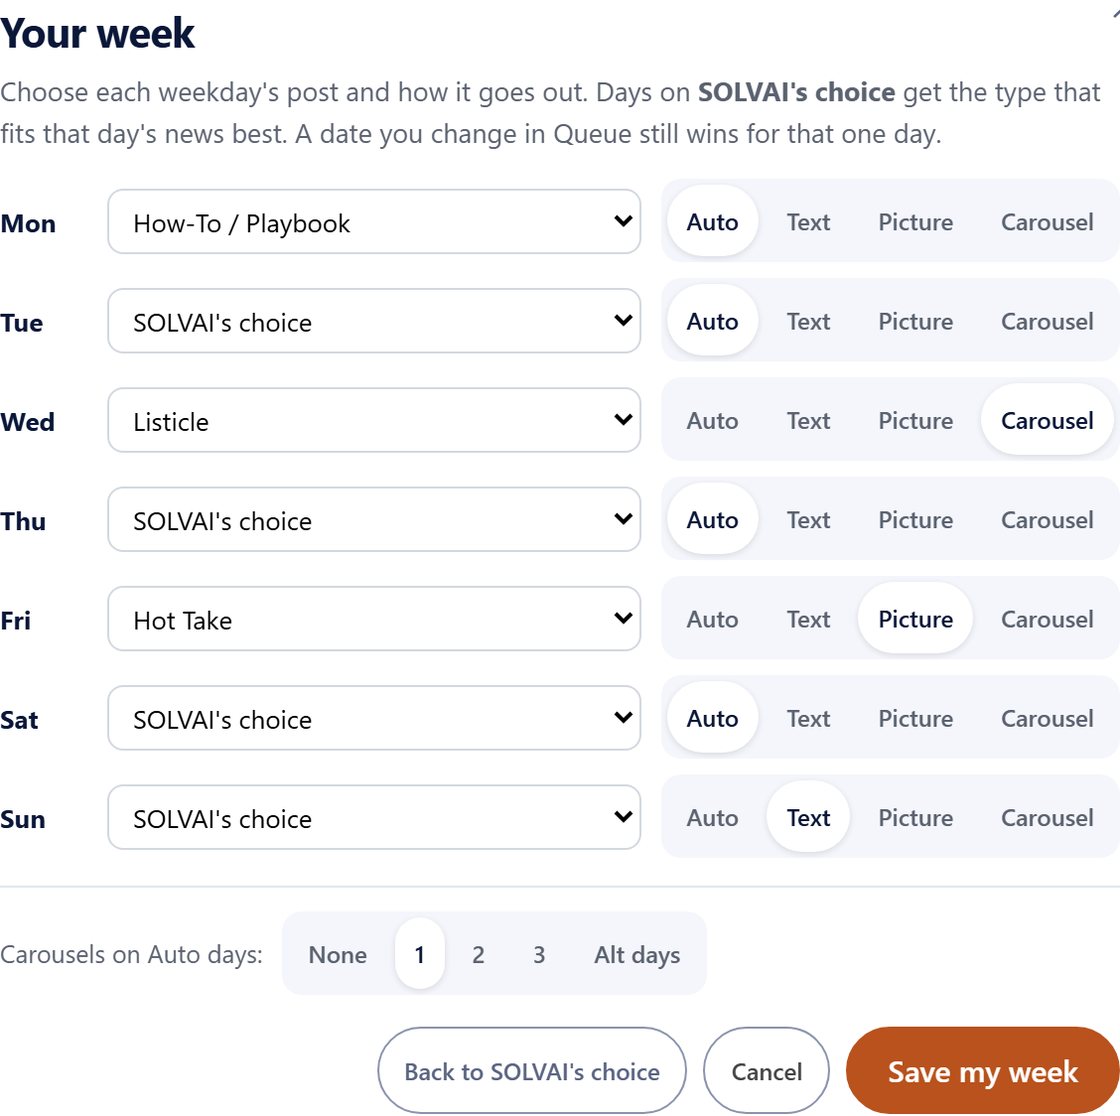 Your week
Choose each weekday's post and how it goes out. Days on SOLVAI's choice get the type that
fits that day's news best. A date you change in Queue still wins for that one day.
Mon How-To / Playbook Auto Text Picture Carousel
Tue SOLVAI's choice Auto Text Picture Carousel
Wed Listicle Auto Text Picture Carousel
Thu SOLVAI's choice Auto Text Picture Carousel
Fri Hot Take Auto Text Picture Carousel
Sat SOLVAI's choice Auto Text Picture Carousel
Sun SOLVAI's choice Auto Text Picture Carousel
Carousels on Auto days: None 1 2 3 Alt days
Back to SOLVAI's choice Cancel Save my week